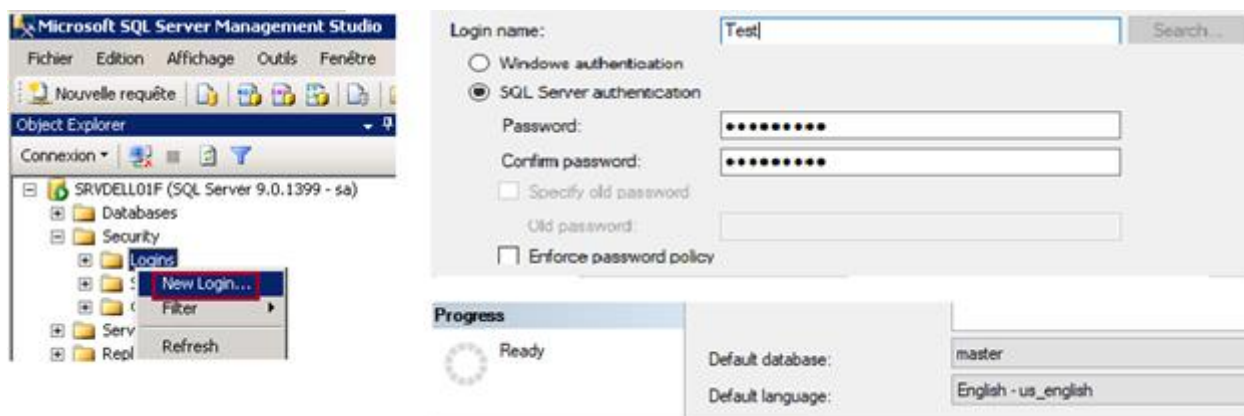 Microsoft SQL Server Management Studio
Fichier Edition Affichage Outils Fenêtre
Nouvelle requête
Object Explorer
Connexion
SRVDELL01F (SQL Server 9.0.1399 - sa)
Databases
Security
Logins
New Login...
Filter
Serv
Refresh
Repl
Login name: Test Search...
Windows authentication
SQL Server authentication
Password:
Confirm password:
Specify old password
Old password:
Enforce password policy
Progress
Ready
Default database: master
Default language: English - us_english